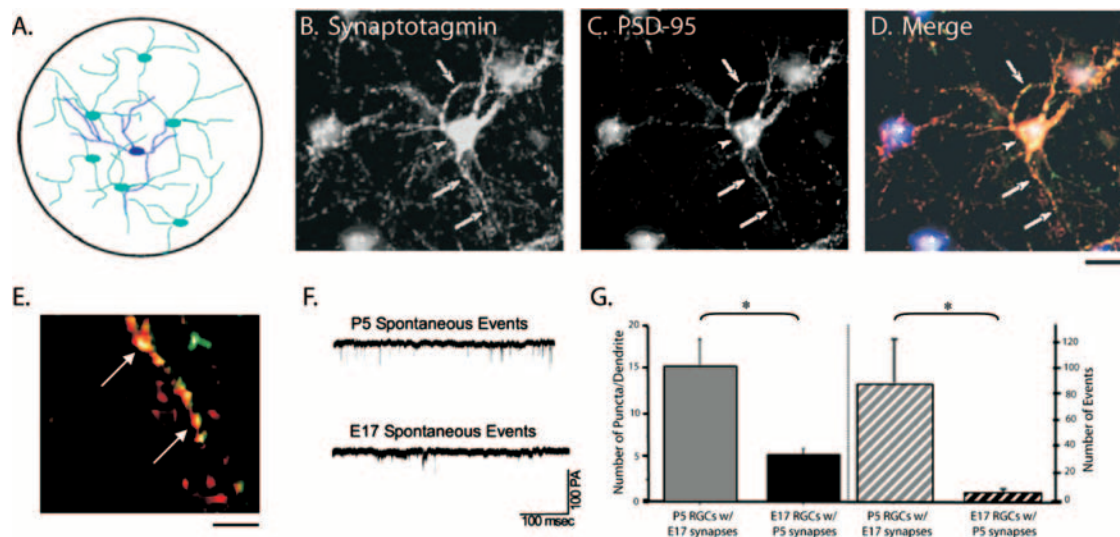 A.
B. Synaptotagmin
C. PSD-95
D. Merge
E.
F.
P5 Spontaneous Events
E17 Spontaneous Events
100 PA
100 msec
G.
*
*
Number of Puncta/Dendrite
20
15
10
5
0
Number of Events
120
100
80
60
40
20
0
P5 RGCs w/
E17 synapses
E17 RGCs w/
P5 synapses
P5 RGCs w/
E17 synapses
E17 RGCs w/
P5 synapses